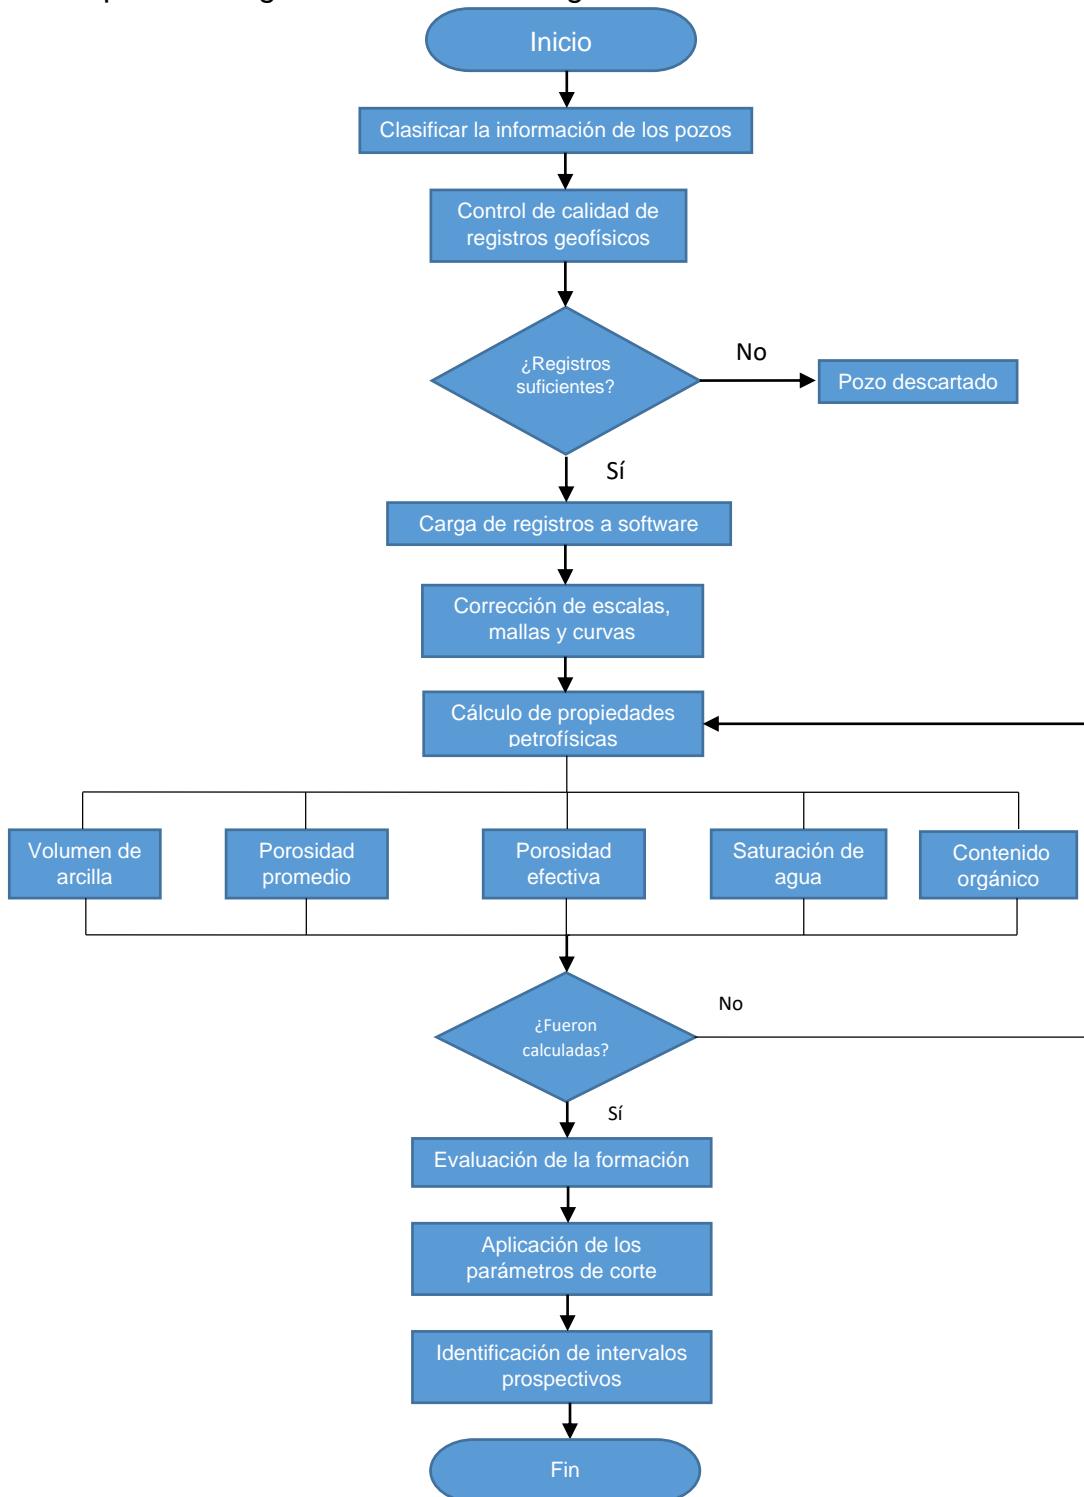 Inicio
Clasificar la información de los pozos
Control de calidad de
registros geofísicos
¿Registros
suficientes?
No
Pozo descartado
Sí
Carga de registros a software
Corrección de escalas,
mallas y curvas
Cálculo de propiedades
petrofísicas
Volumen de
arcilla
Porosidad
promedio
Porosidad
efectiva
Saturación de
agua
Contenido
orgánico
¿Fueron
calculadas?
No
Sí
Evaluación de la formación
Aplicación de los
parámetros de corte
Identificación de intervalos
prospectivos
Fin